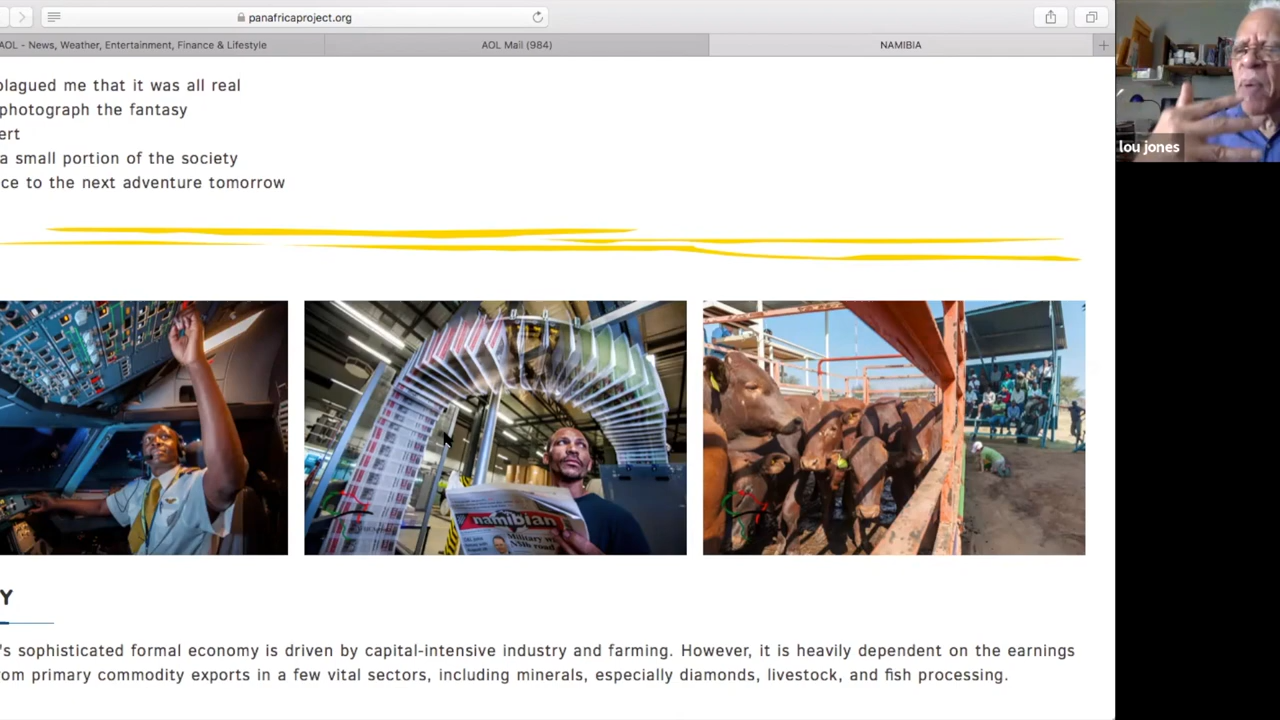 panafricaproject.org
AOL - News, Weather, Entertainment, Finance & Lifestyle
AOL Mail (984)
NAMIBIA
plagued me that it was all real
photograph the fantasy
ert
a small portion of the society
ce to the next adventure tomorrow
lou jones
namibian
Military
NSIS road
Y
's sophisticated formal economy is driven by capital-intensive industry and farming. However, it is heavily dependent on the earnings
om primary commodity exports in a few vital sectors, including minerals, especially diamonds, livestock, and fish processing.